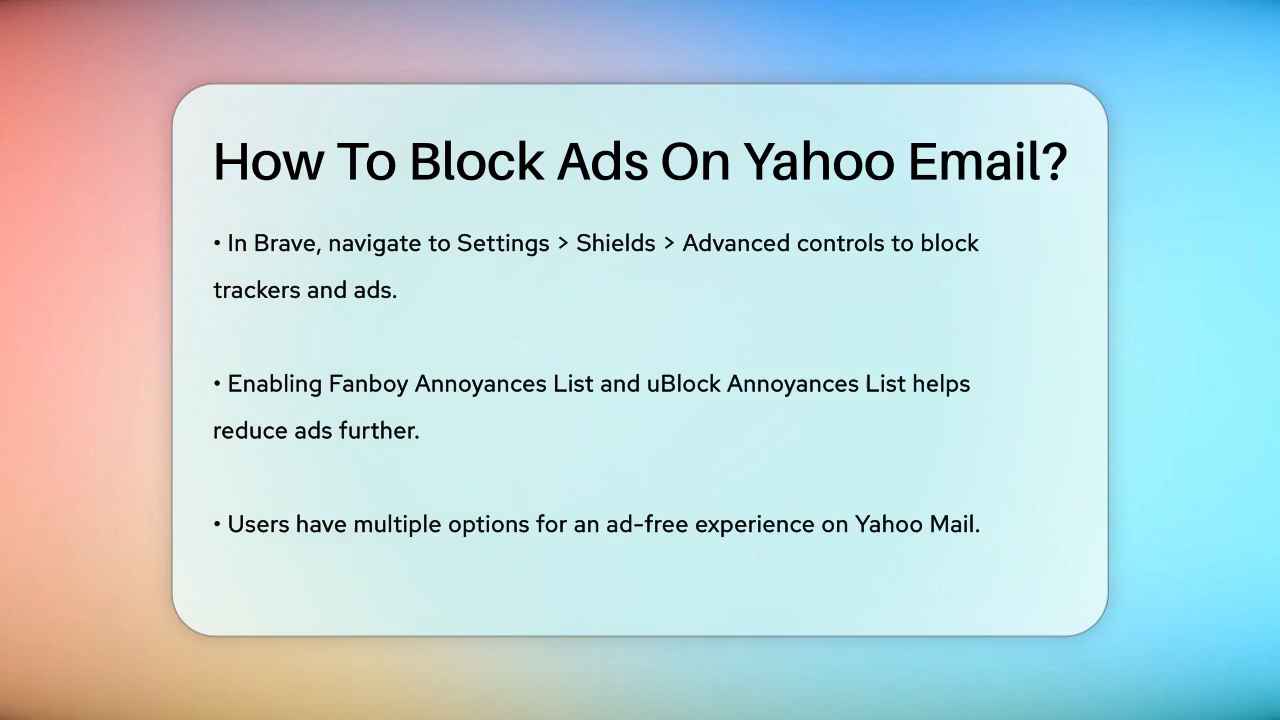 How To Block Ads On Yahoo Email?
• In Brave, navigate to Settings > Shields > Advanced controls to block
trackers and ads.
• Enabling Fanboy Annoyances List and uBlock Annoyances List helps
reduce ads further.
• Users have multiple options for an ad-free experience on Yahoo Mail.